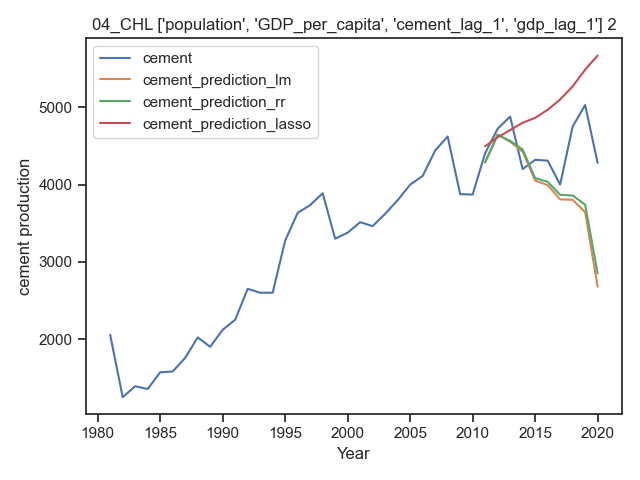 04_CHL ['population', 'GDP_per_capita', 'cement_lag_1', 'gdp_lag_1'] 2
cement
cement_prediction_lm
cement_prediction_rr
cement_prediction_lasso
cement production
5000
4000
3000
2000
1980 1985 1990 1995 2000 2005 2010 2015 2020
Year